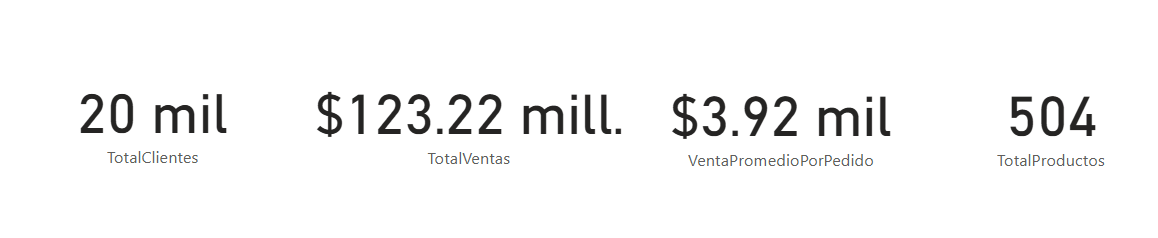 20 mil
TotalClientes
$123.22 mill.
TotalVentas
$3.92 mil
VentaPromedioPorPedido
504
TotalProductos